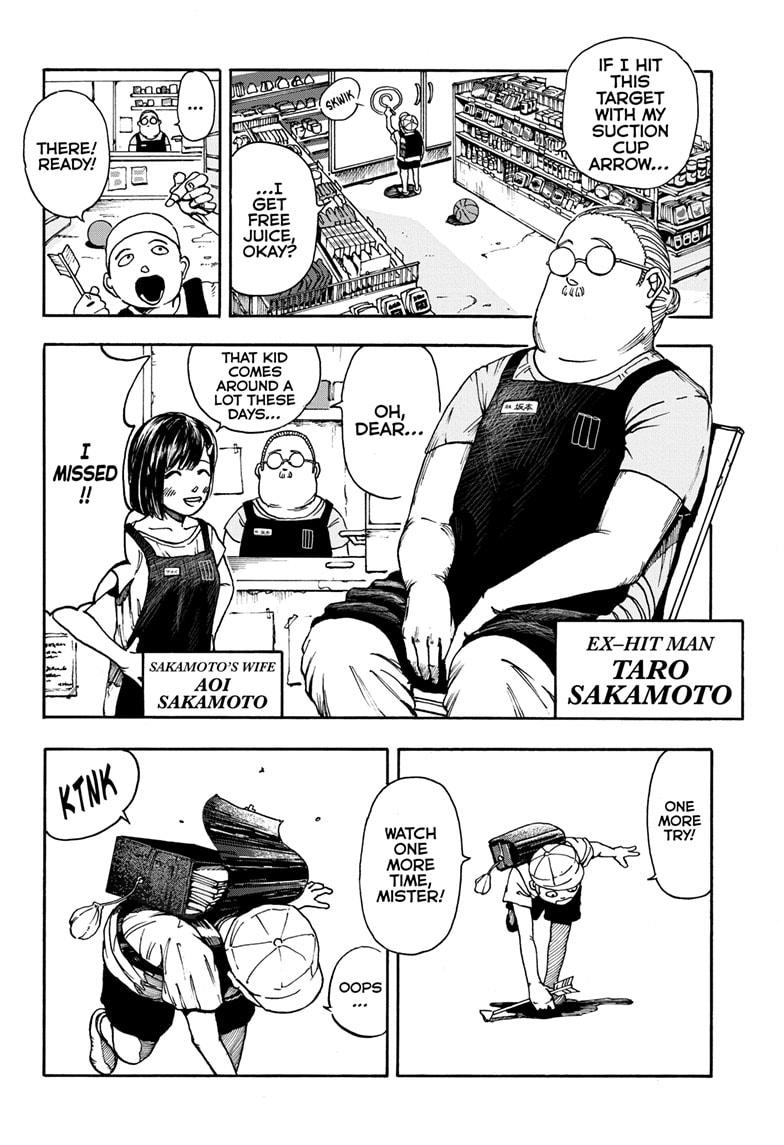 IF I HIT
THIS
TARGET
WITH MY
SUCTION
CUP
ARROW...
SKWIK
...I
GET
FREE
JUICE,
OKAY?
...
THERE!
READY!
OH,
DEAR...
坂本
EX-HIT MAN
TARO
SAKAMOTO
THAT KID
COMES
AROUND A
LOT THESE
DAYS...
I
MISSED
!!
SAKAMOTO'S WIFE
AOI
SAKAMOTO
ONE
MORE
TRY!
WATCH
ONE
MORE
TIME,
MISTER!
KTNK
OOPS
...